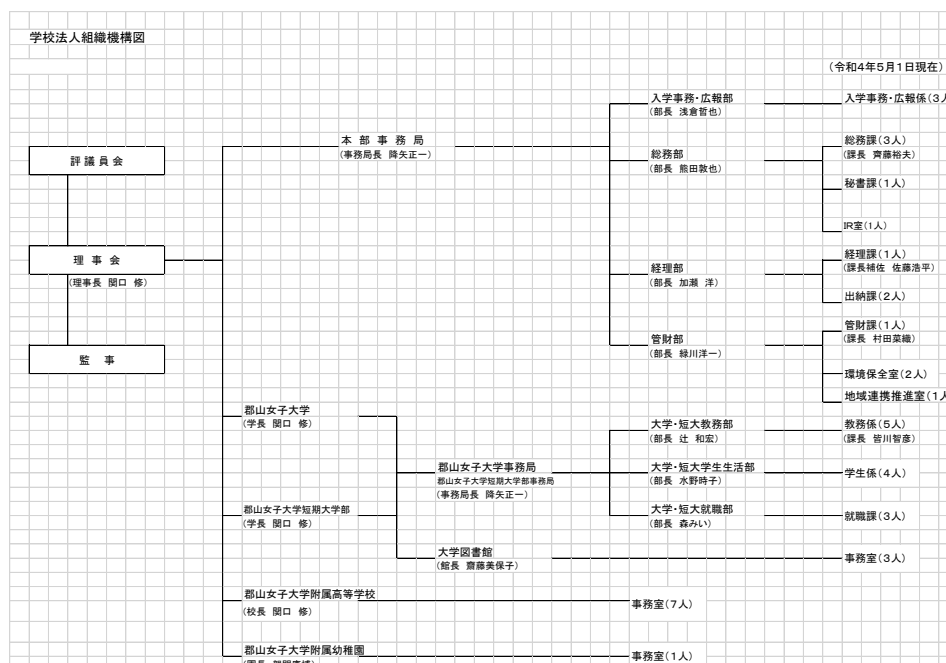 学校法人組織機構図
(令和4年5月1日現在)
評議員会
理事会
(理事長 関口 修)
監 事
本部事務局
(事務局長 降矢正一)
入学事務・広報部
(部長 浅倉哲也)
入学事務・広報係(3人
総務部
(部長 熊田敦也)
総務課(3人)
(課長 齊藤裕夫)
秘書課(1人)
IR室(1人)
経理部
(部長 加瀬 洋)
経理課(1人)
(課長補佐 佐藤浩平)
出納課(2人)
管財部
(部長 緑川洋一)
管財課(1人)
(課長 村田菜織)
環境保全室(2人)
地域連携推進室(1人
郡山女子大学
(学長 関口 修)
郡山女子大学短期大学部
(学長 関口 修)
郡山女子大学事務局
郡山女子大学短期大学部事務局
(事務局長 降矢正一)
大学・短大教務部
(部長 辻 和宏)
教務係(5人)
(課長 皆川智彦)
大学・短大学生生活部
(部長 水野時子)
学生係(4人)
大学・短大就職部
(部長 森みい)
就職課(3人)
大学図書館
(館長 齋藤美保子)
事務室(3人)
郡山女子大学附属高等学校
(校長 関口 修)
事務室(7人)
郡山女子大学附属幼稚園
事務室(1人)